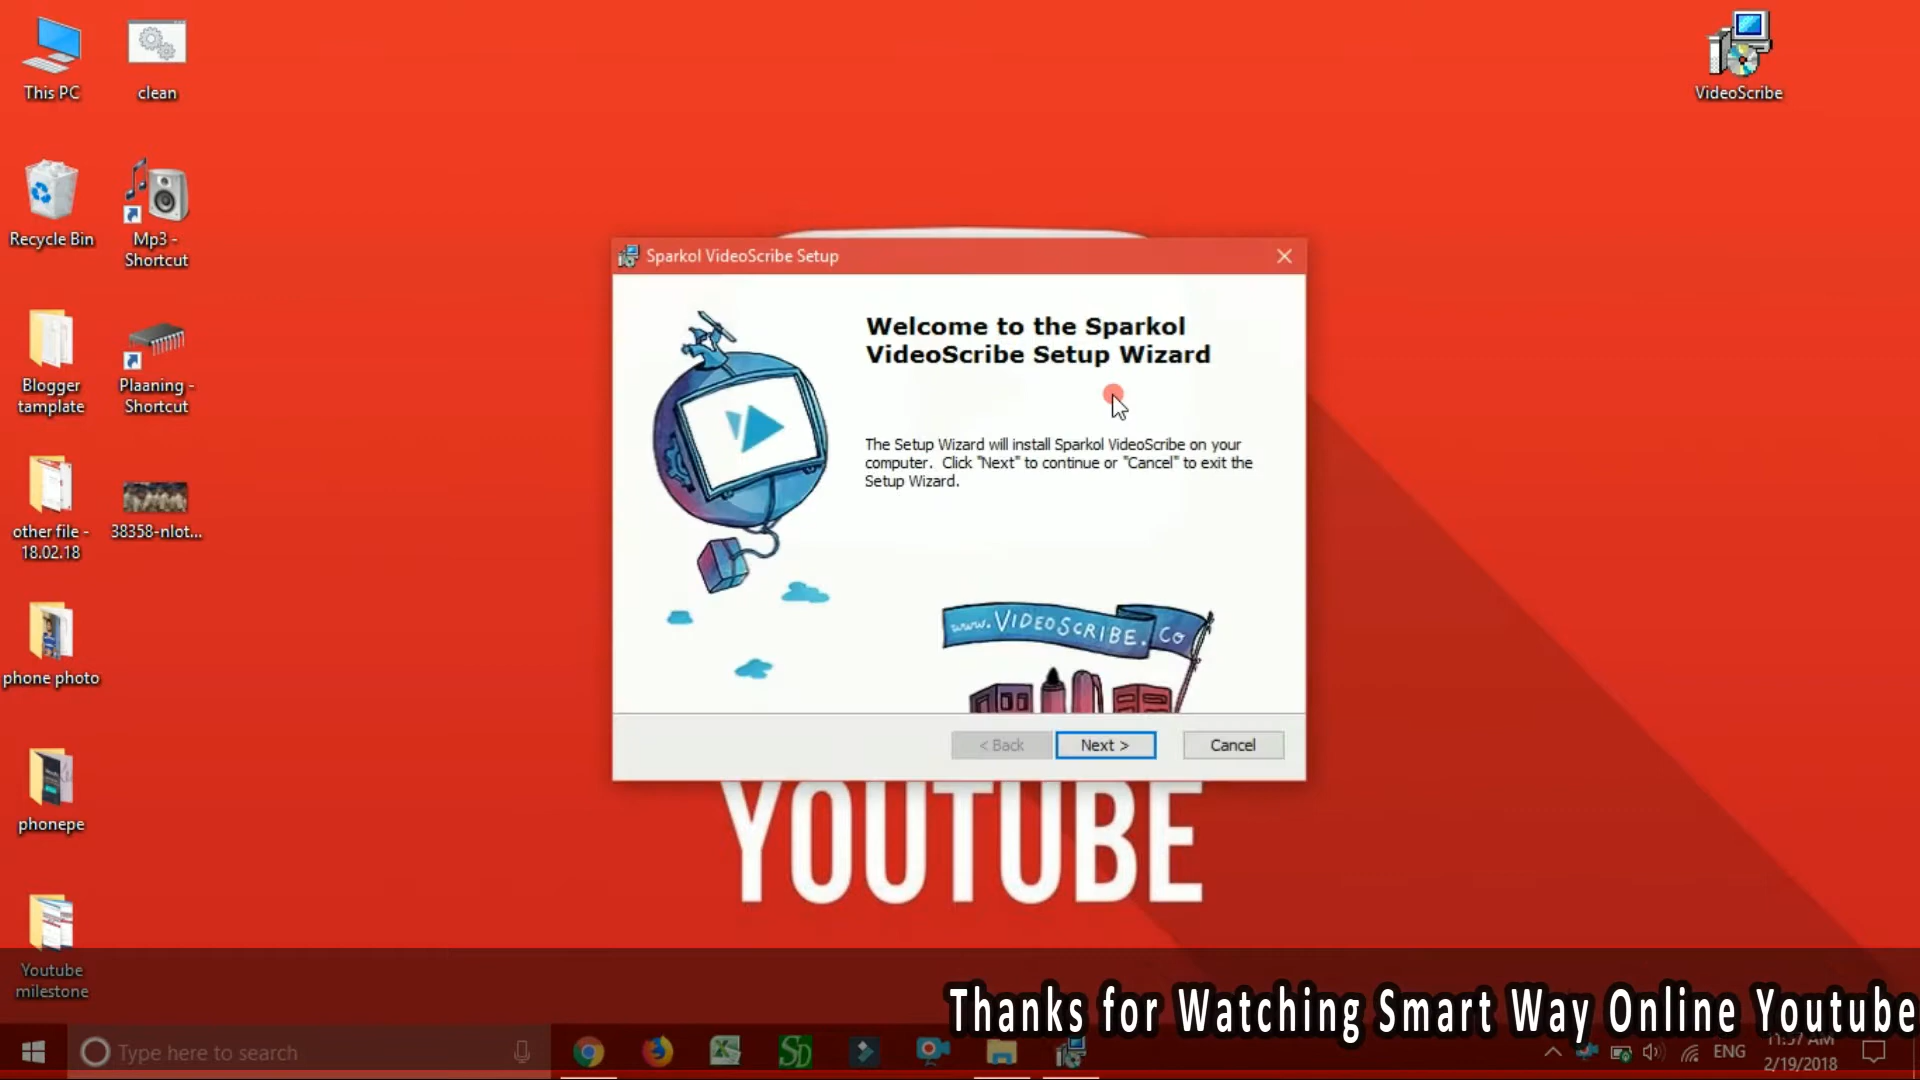 This PC
clean
VideoScribe
Recycle Bin
Mp3 -
Shortcut
Sparkol VideoScribe Setup
Welcome to the Sparkol
VideoScribe Setup Wizard
Blogger
tamplate
Plaaning -
Shortcut
The Setup Wizard will install Sparkol VideoScribe on your
computer. Click "Next" to continue or "Cancel" to exit the
Setup Wizard.
other file -
18.02.18
38358-nlot...
www.VIDEOSCRIBE.CO
phone photo
< Back
Next >
Cancel
phonepe
YOUTUBE
Youtube
milestone
Thanks for Watching Smart Way Online Youtube
Type here to search
SD
ENG
11:57 AM
2/19/2018